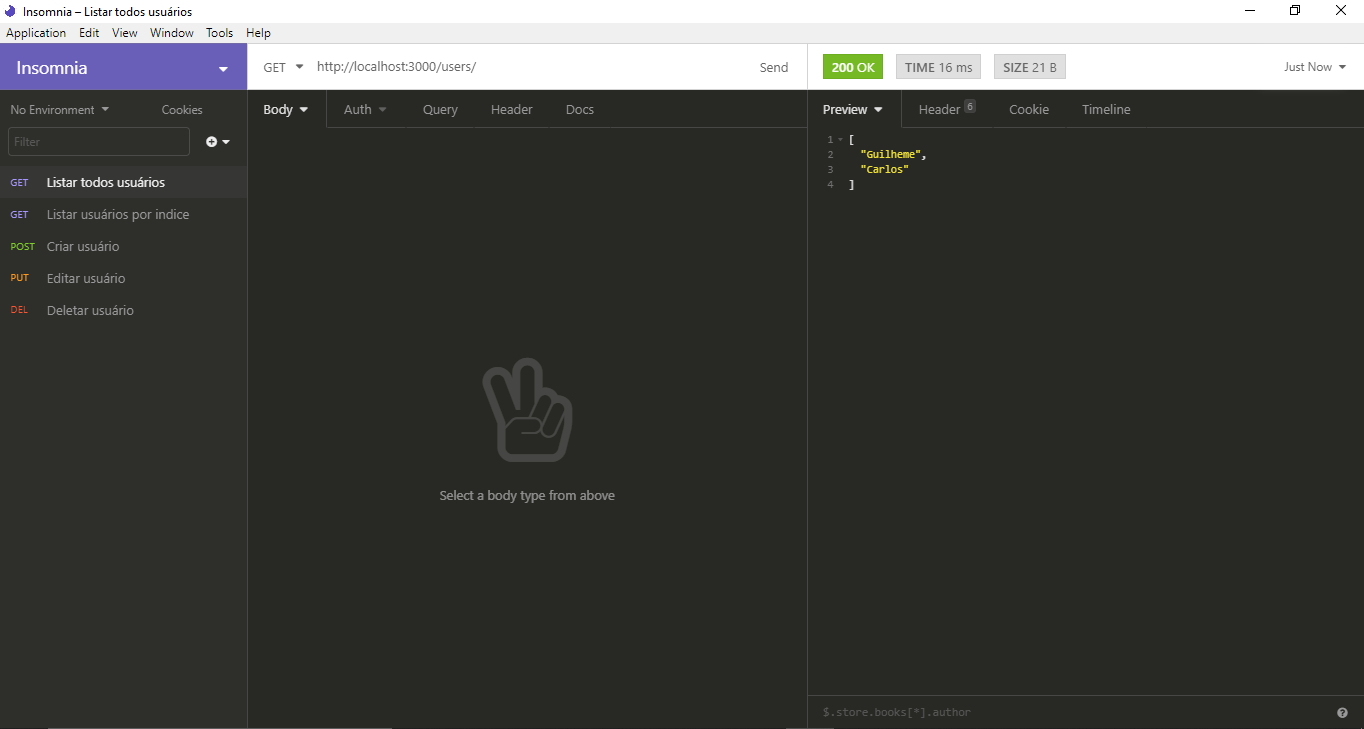 Insomnia – Listar todos usuários
Application Edit View Window Tools Help
Insomnia
GET http://localhost:3000/users/ Send
200 OK TIME 16 ms SIZE 21 B Just Now
No Environment Cookies
Filter
GET Listar todos usuários
GET Listar usuários por indice
POST Criar usuário
PUT Editar usuário
DEL Deletar usuário
Body Auth Query Header Docs
Select a body type from above
Preview Header 6 Cookie Timeline
1 [
2 "Guilheme",
3 "Carlos"
4 ]
$.store.books[*].author